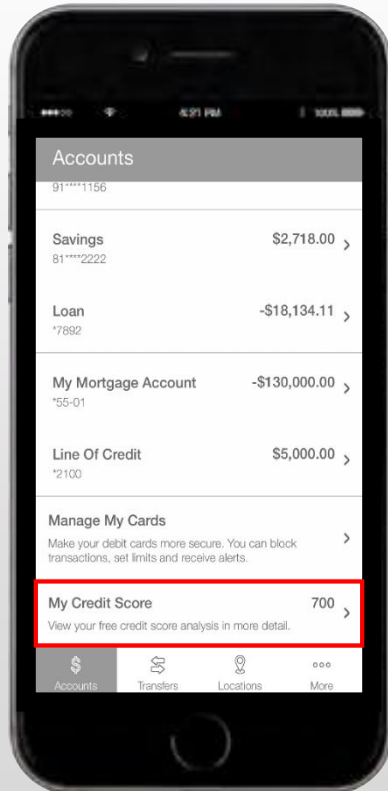 4:21 PM 100%
Accounts
91****1156
Savings $2,718.00
81****2222
Loan -$18,134.11
*7892
My Mortgage Account -$130,000.00
*55-01
Line Of Credit $5,000.00
*2100
Manage My Cards
Make your debit cards more secure. You can block
transactions, set limits and receive alerts.
My Credit Score 700
View your free credit score analysis in more detail.
Accounts Transfers Locations More